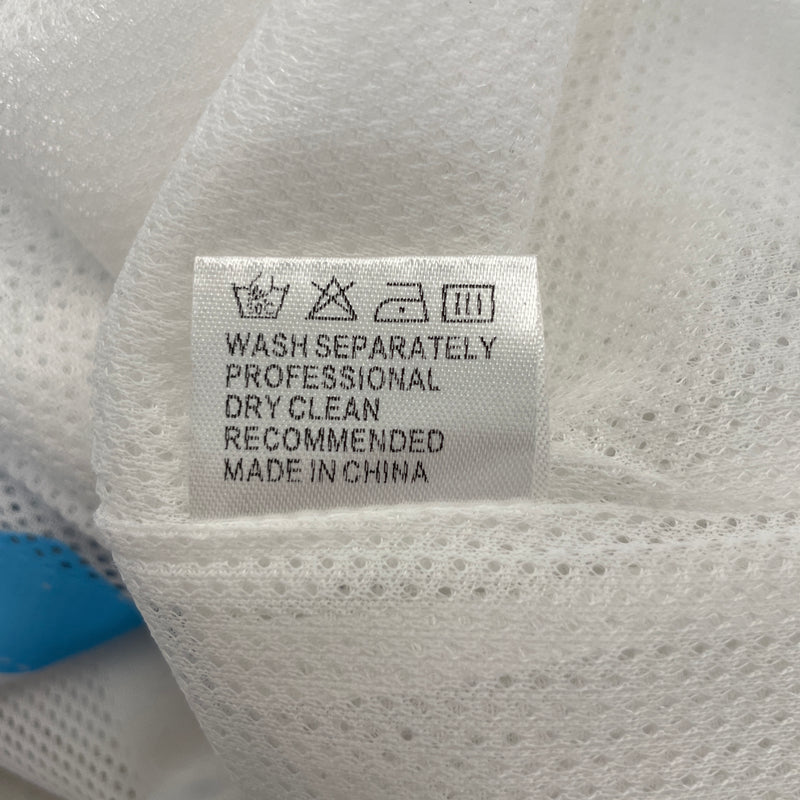 WASH SEPARATELY
PROFESSIONAL
DRY CLEAN
RECOMMENDED
MADE IN CHINA